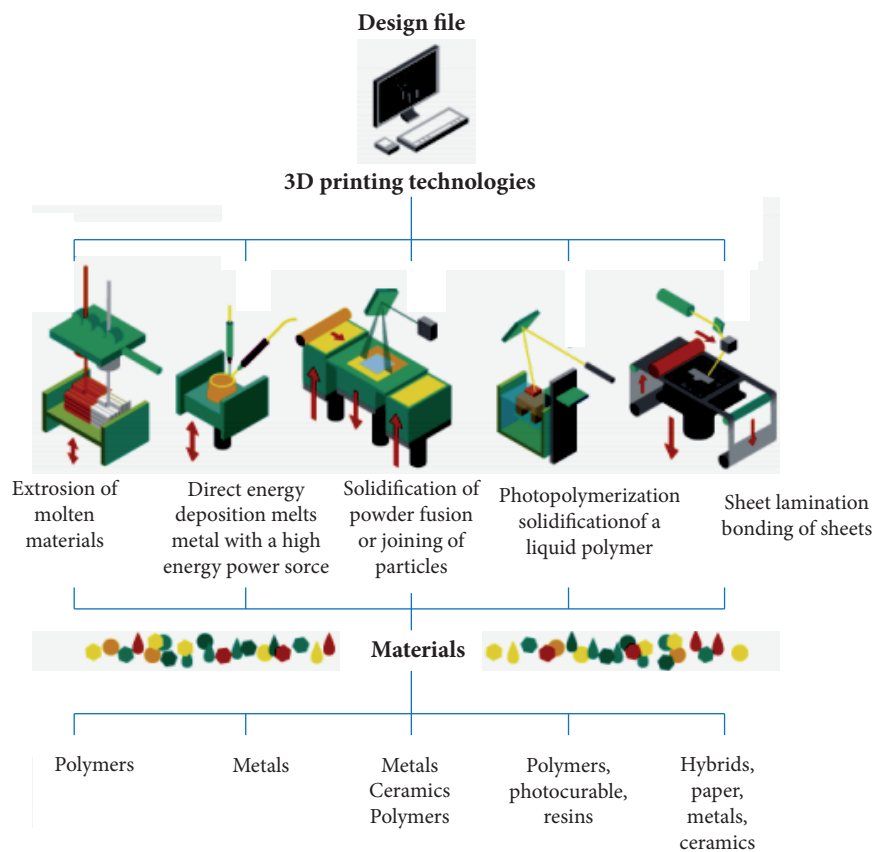 Design file
3D printing technologies
Extrosion of
molten
materials
Direct energy
deposition melts
metal with a high
energy power sorce
Solidification of
powder fusion
or joining of
particles
Photopolymerization
solidificationof a
liquid polymer
Sheet lamination
bonding of sheets
Materials
Polymers
Metals
Metals
Ceramics
Polymers
Polymers,
photocurable,
resins
Hybrids,
paper,
metals,
ceramics